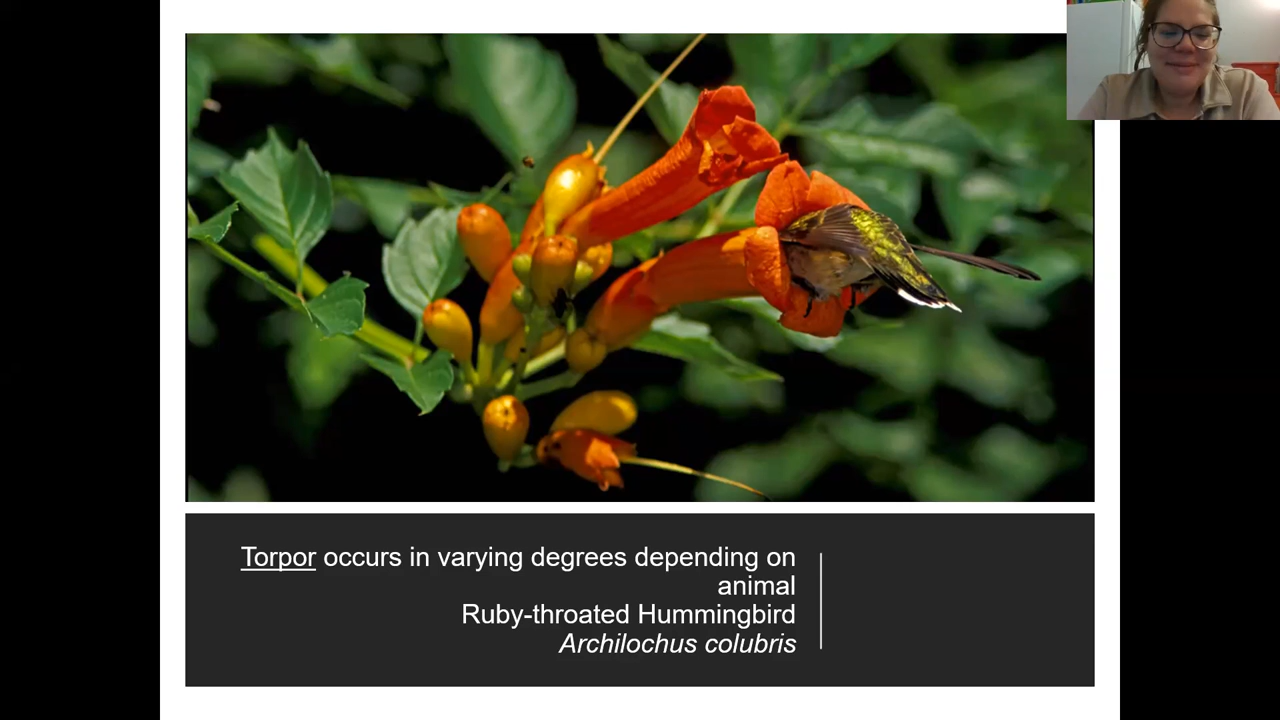 Torpor occurs in varying degrees depending on
animal
Ruby-throated Hummingbird
Archilochus colubris